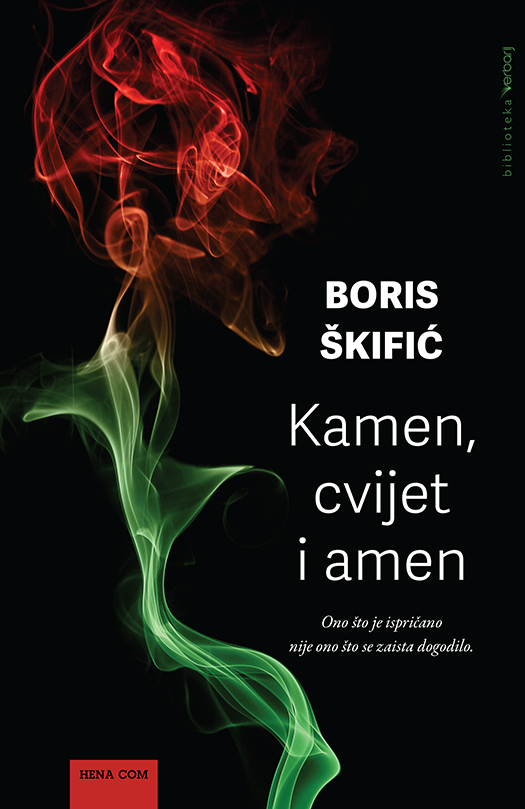 biblioteka verbarij
BORIS
ŠKIFIĆ
Kamen,
cvijet
i amen
Ono što je ispričano
nije ono što se zaista dogodilo.
HENA COM